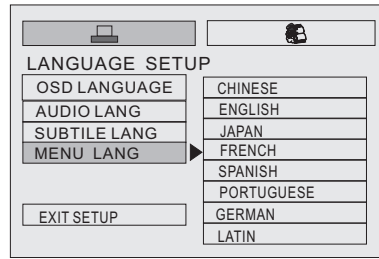 LANGUAGE SETUP
OSD LANGUAGE
AUDIO LANG
SUBTILE LANG
MENU LANG
EXIT SETUP
CHINESE
ENGLISH
JAPAN
FRENCH
SPANISH
PORTUGUESE
GERMAN
LATIN